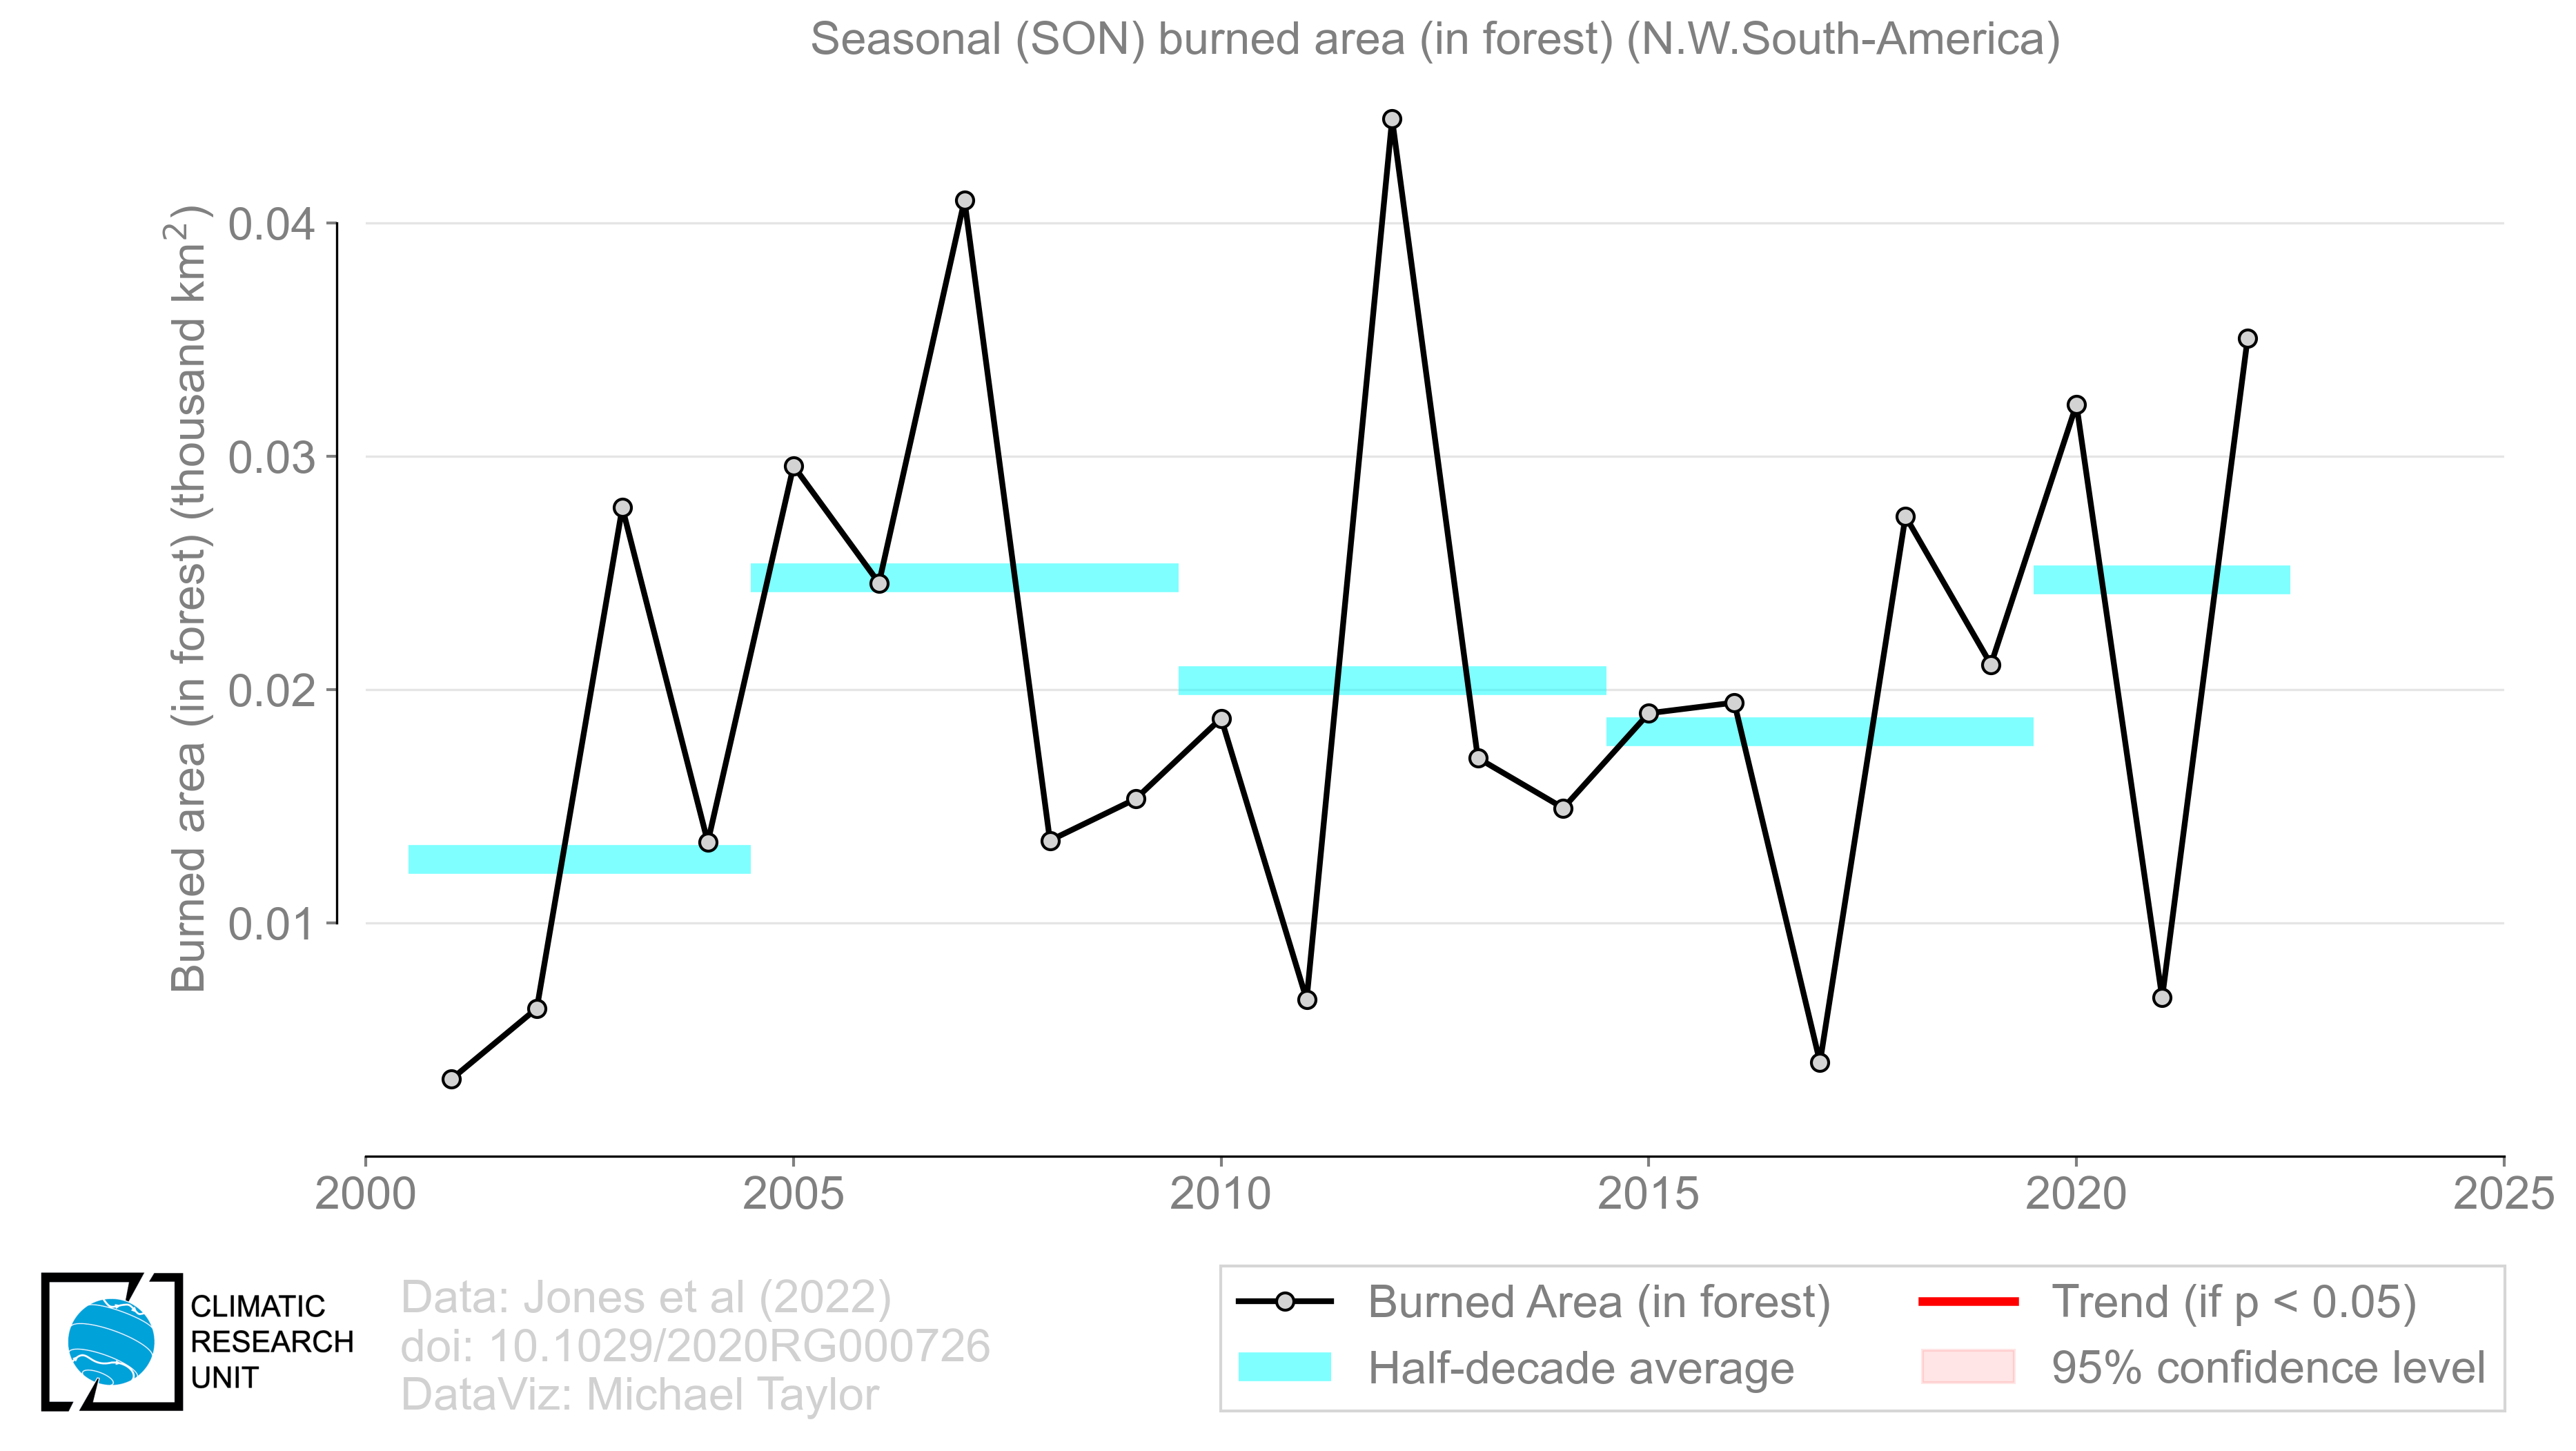 Seasonal (SON) burned area (in forest) (N.W.South-America)
Burned area (in forest) (thousand km²)
0.04
0.03
0.02
0.01
2000 2005 2010 2015 2020 2025
CLIMATIC
RESEARCH
UNIT
Data: Jones et al (2022)
doi: 10.1029/2020RG000726
DataViz: Michael Taylor
Burned Area (in forest)
Half-decade average
Trend (if p < 0.05)
95% confidence level